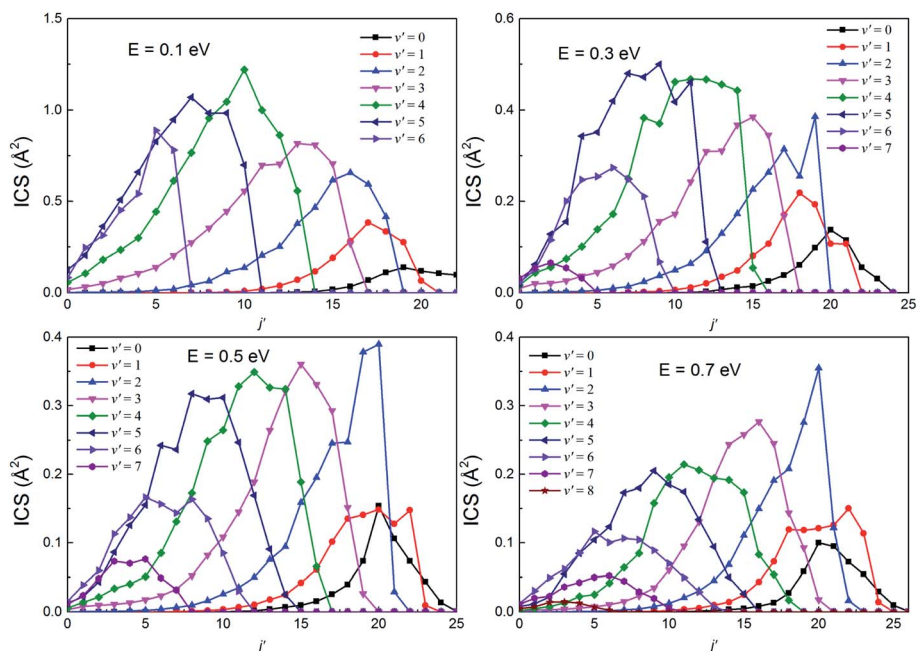 E = 0.1 eV
v' = 0
v' = 1
v' = 2
v' = 3
v' = 4
v' = 5
v' = 6
ICS (Å²)
1.5
1.0
0.5
0.0
0 5 10 15 20
j'
E = 0.3 eV
v' = 0
v' = 1
v' = 2
v' = 3
v' = 4
v' = 5
v' = 6
v' = 7
ICS (Å²)
0.6
0.4
0.2
0.0
0 5 10 15 20 25
j'
E = 0.5 eV
v' = 0
v' = 1
v' = 2
v' = 3
v' = 4
v' = 5
v' = 6
v' = 7
ICS (Å²)
0.4
0.3
0.2
0.1
0.0
0 5 10 15 20 25
j'
E = 0.7 eV
v' = 0
v' = 1
v' = 2
v' = 3
v' = 4
v' = 5
v' = 6
v' = 7
v' = 8
ICS (Å²)
0.4
0.3
0.2
0.1
0.0
0 5 10 15 20 25
j'